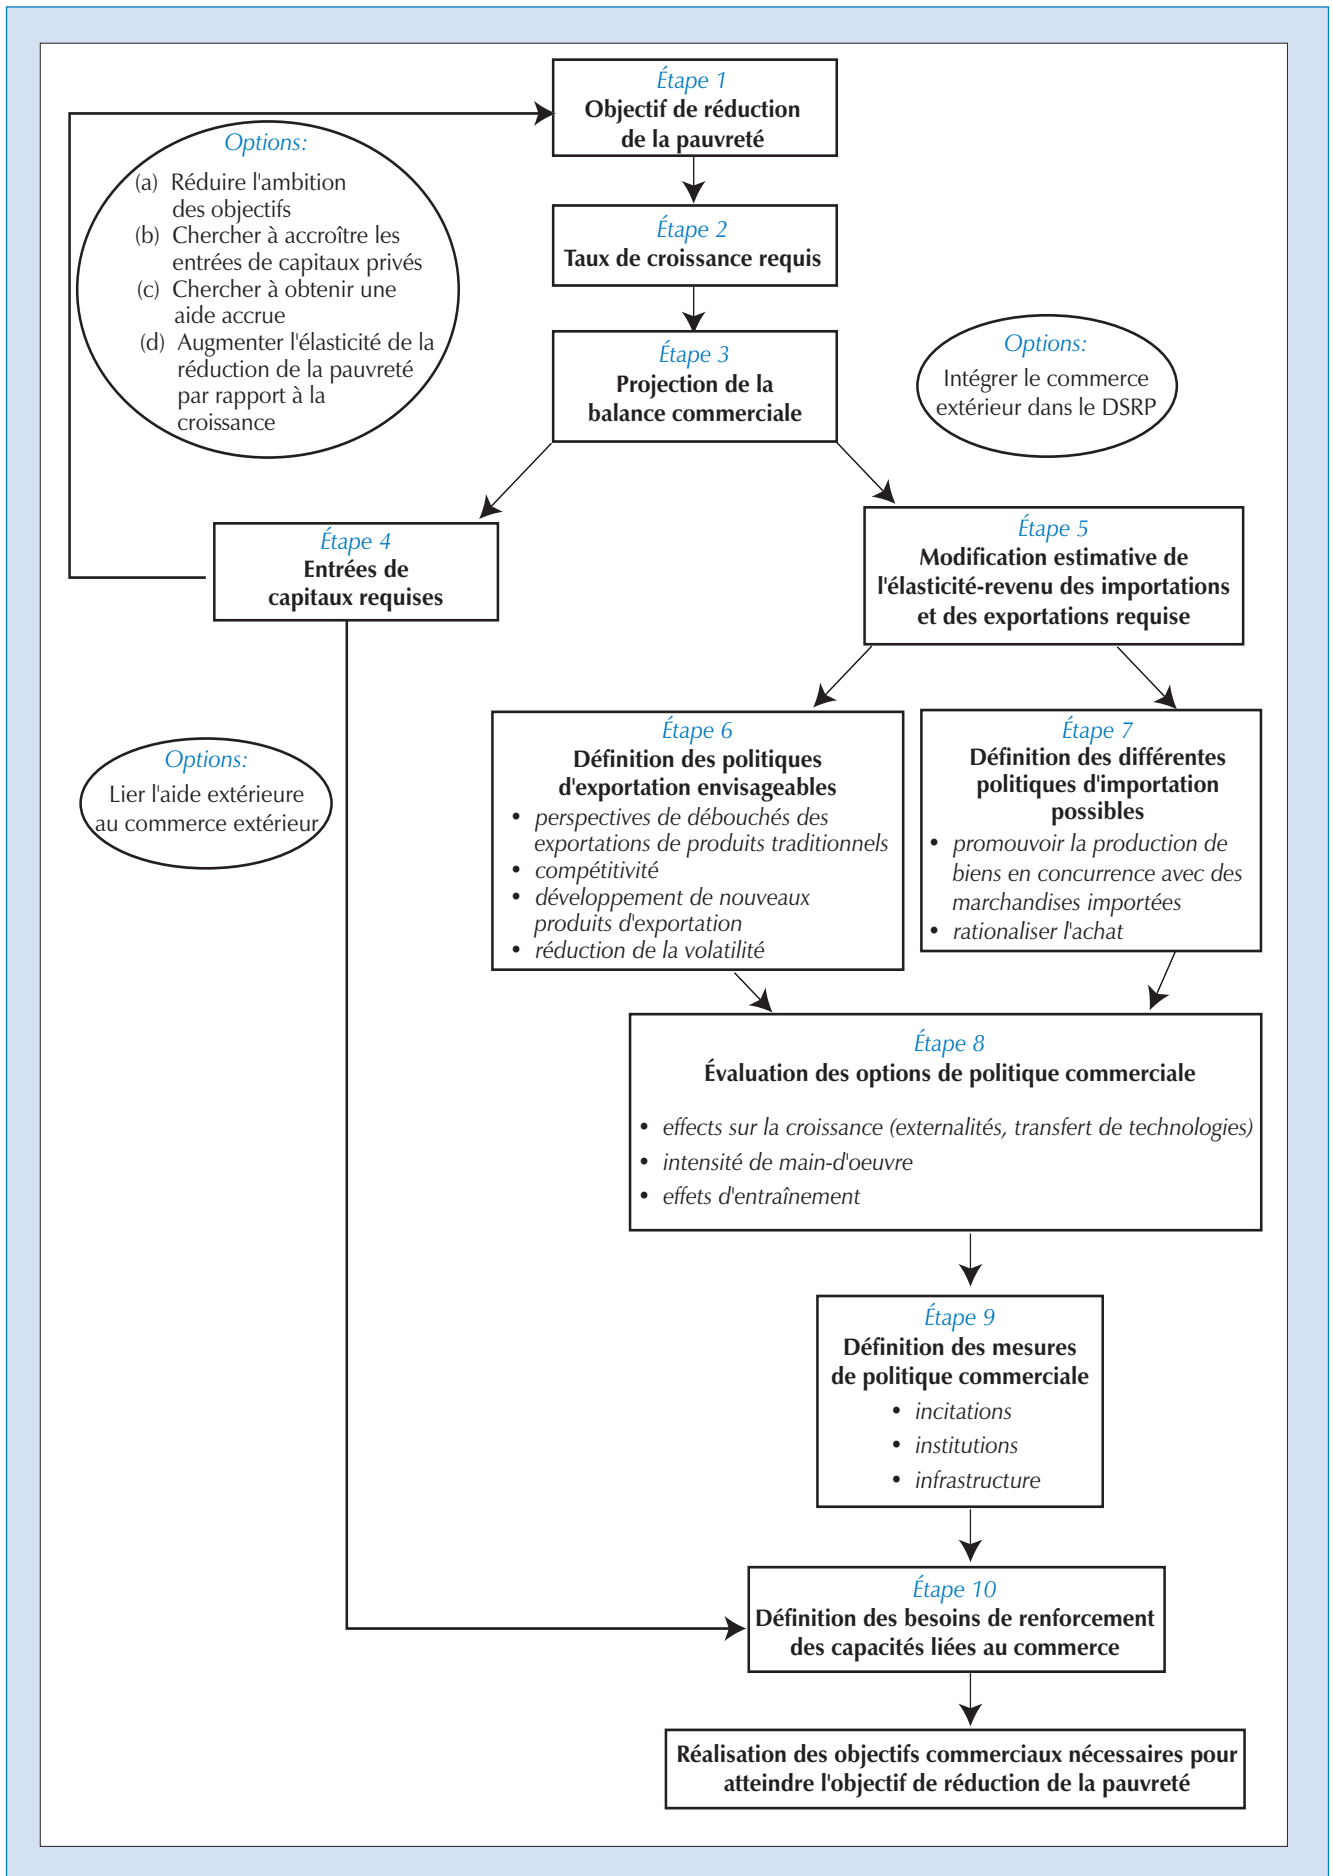 Étape 1
Objectif de réduction
de la pauvreté
Options:
(a) Réduire l'ambition
des objectifs
(b) Chercher à accroître les
entrées de capitaux privés
(c) Chercher à obtenir une
aide accrue
(d) Augmenter l'élasticité de la
réduction de la pauvreté
par rapport à la
croissance
Étape 2
Taux de croissance requis
Étape 3
Projection de la
balance commerciale
Options:
Intégrer le commerce
extérieur dans le DSRP
Étape 4
Entrées de
capitaux requises
Étape 5
Modification estimative de
l'élasticité-revenu des importations
et des exportations requise
Options:
Lier l'aide extérieure
au commerce extérieur
Étape 6
Définition des politiques
d'exportation envisageables
• perspectives de débouchés des
exportations de produits traditionnels
• compétitivité
• développement de nouveaux
produits d'exportation
• réduction de la volatilité
Étape 7
Définition des différentes
politiques d'importation
possibles
• promouvoir la production de
biens en concurrence avec des
marchandises importées
• rationaliser l'achat
Étape 8
Évaluation des options de politique commerciale
• effects sur la croissance (externalités, transfert de technologies)
• intensité de main-d'oeuvre
• effets d'entraînement
Étape 9
Définition des mesures
de politique commerciale
• incitations
• institutions
• infrastructure
Étape 10
Définition des besoins de renforcement
des capacités liées au commerce
Réalisation des objectifs commerciaux nécessaires pour
atteindre l'objectif de réduction de la pauvreté